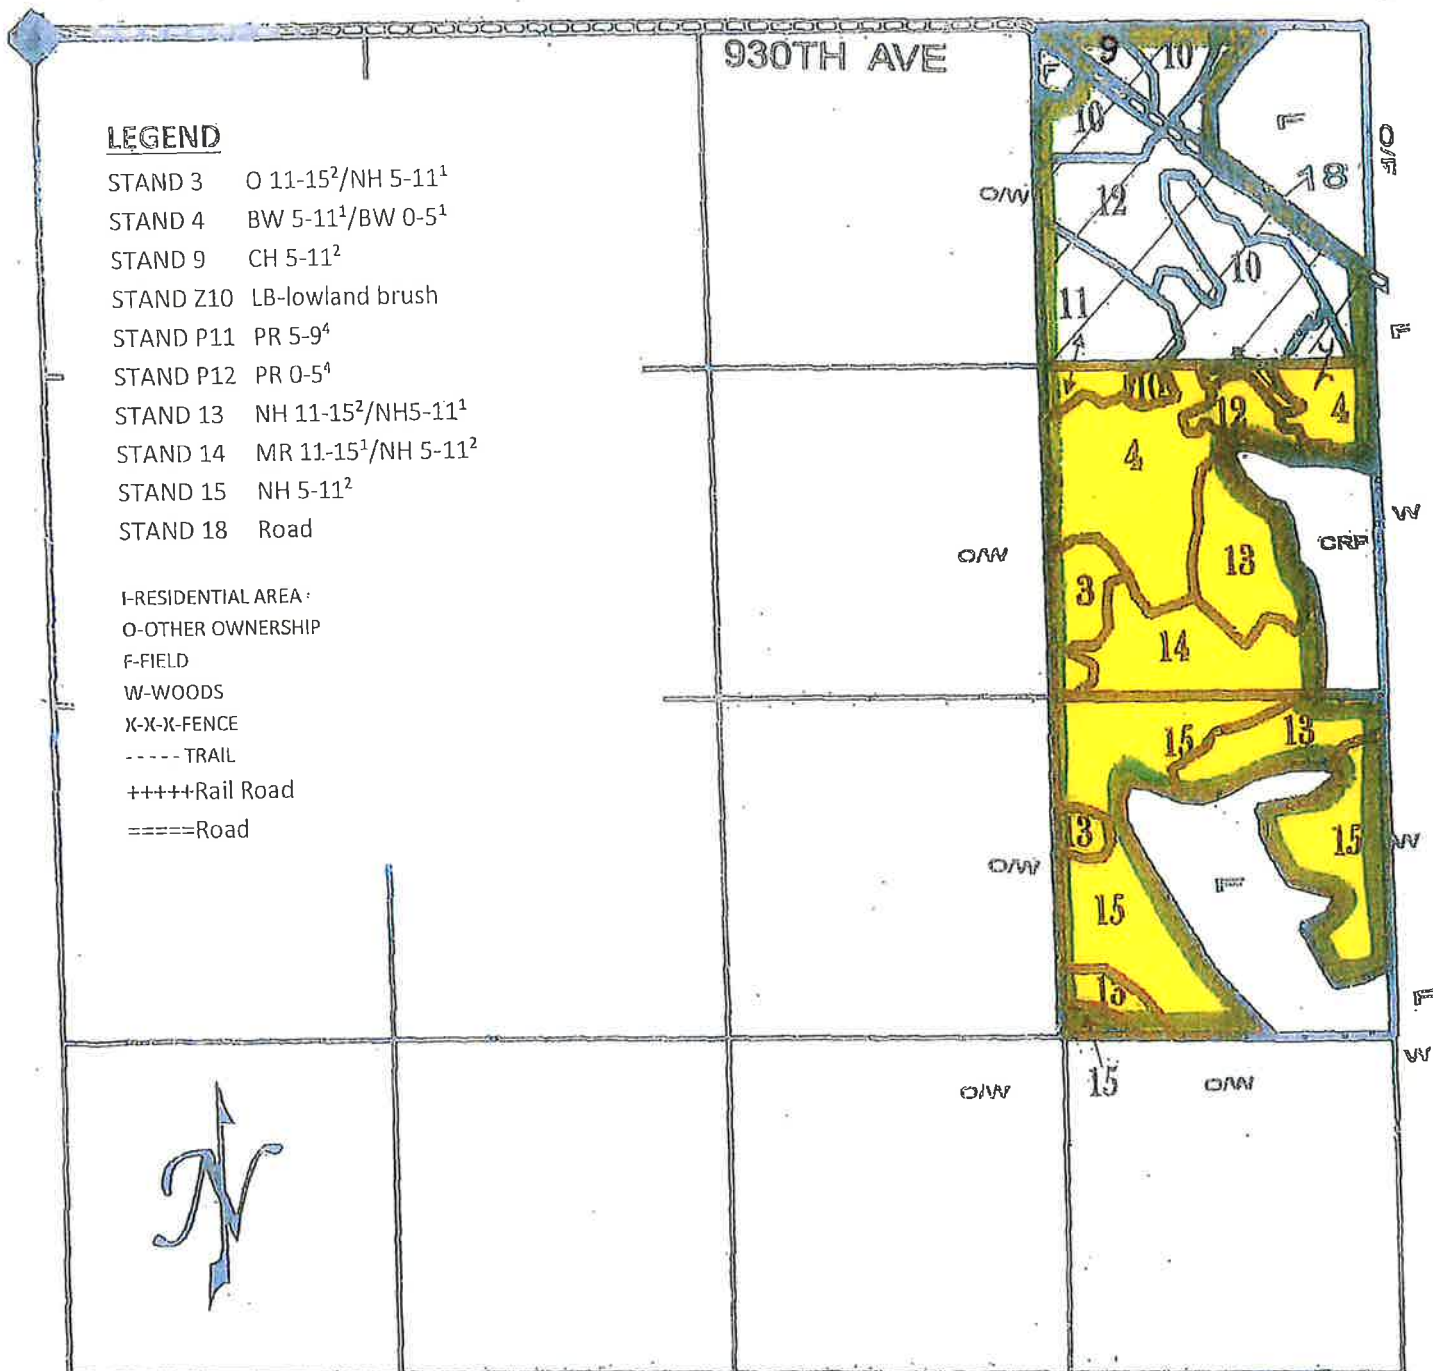 930TH AVE
LEGEND
STAND 3 O 11-15²/NH 5-11¹
STAND 4 BW 5-11¹/BW 0-5¹
STAND 9 CH 5-11²
STAND Z10 LB-lowland brush
STAND P11 PR 5-9⁴
STAND P12 PR 0-5⁴
STAND 13 NH 11-15²/NH5-11¹
STAND 14 MR 11-15¹/NH 5-11²
STAND 15 NH 5-11²
STAND 18 Road
I-RESIDENTIAL AREA
O-OTHER OWNERSHIP
F-FIELD
W-WOODS
X-X-X-FENCE
-----TRAIL
+++++Rail Road
=====Road
9
10
F
10
F
O/F
18
O/W
12
10
11
F
4
10
12
4
4
W
CRF
O/W
13
3
14
15
13
13
15
W
O/W
F
15
F
O/W
15
O/W
W
N